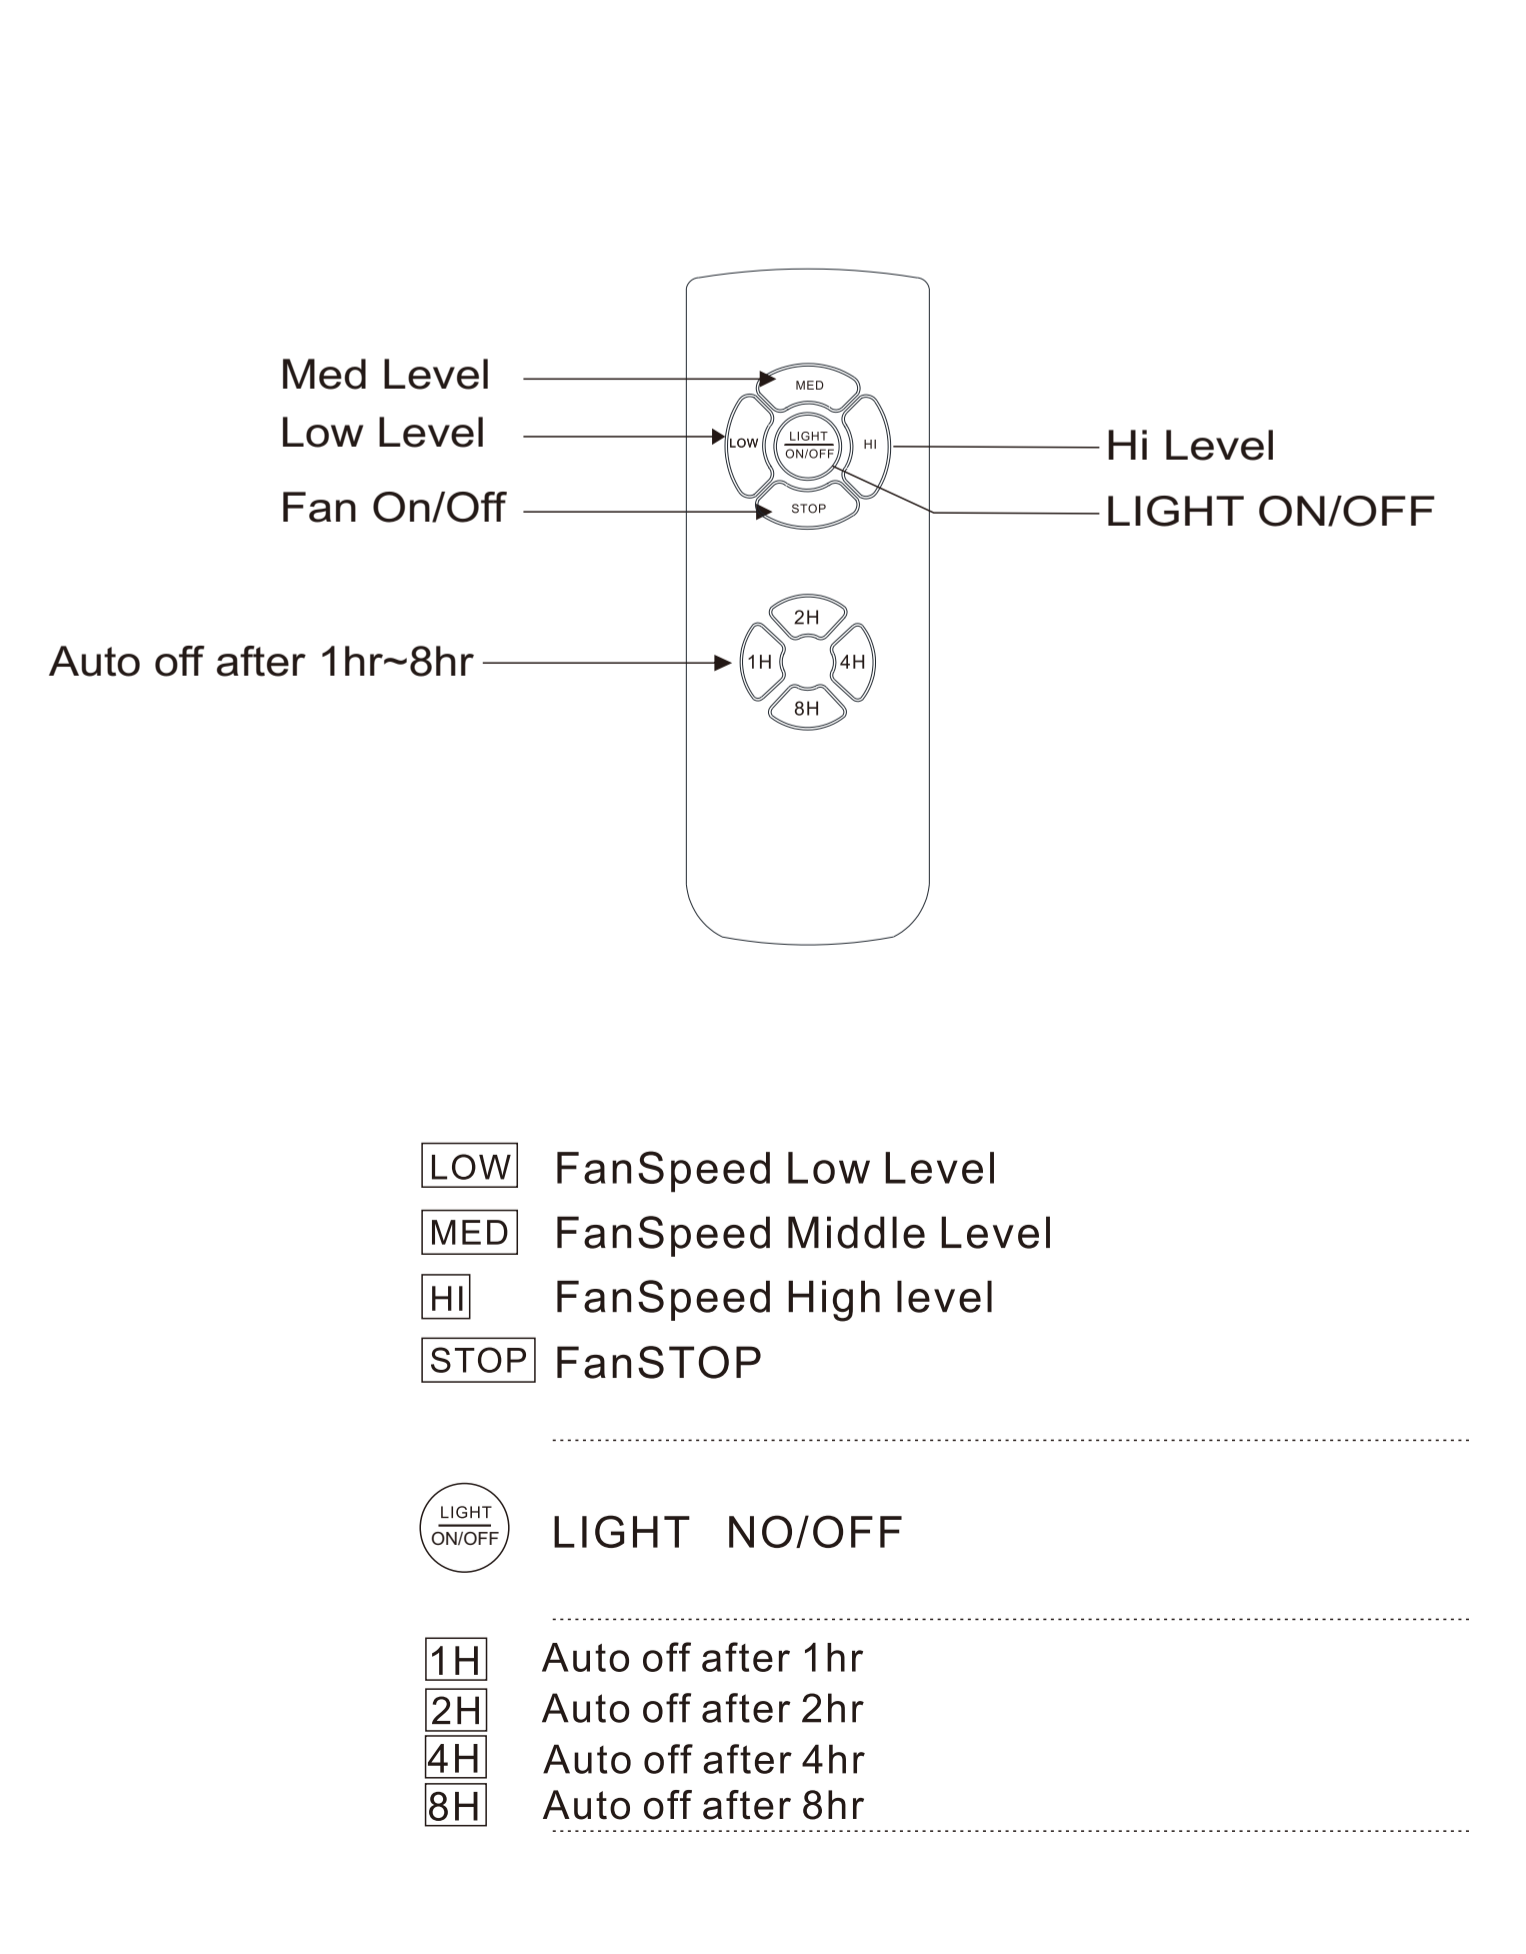 Med Level
Low Level
Fan On/Off
Auto off after 1hr~8hr
MED
LOW
LIGHT
ON/OFF
HI
STOP
2H
1H
4H
8H
Hi Level
LIGHT ON/OFF
LOW FanSpeed Low Level
MED FanSpeed Middle Level
HI FanSpeed High level
STOP FanSTOP
LIGHT
ON/OFF
LIGHT NO/OFF
1H Auto off after 1hr
2H Auto off after 2hr
4H Auto off after 4hr
8H Auto off after 8hr